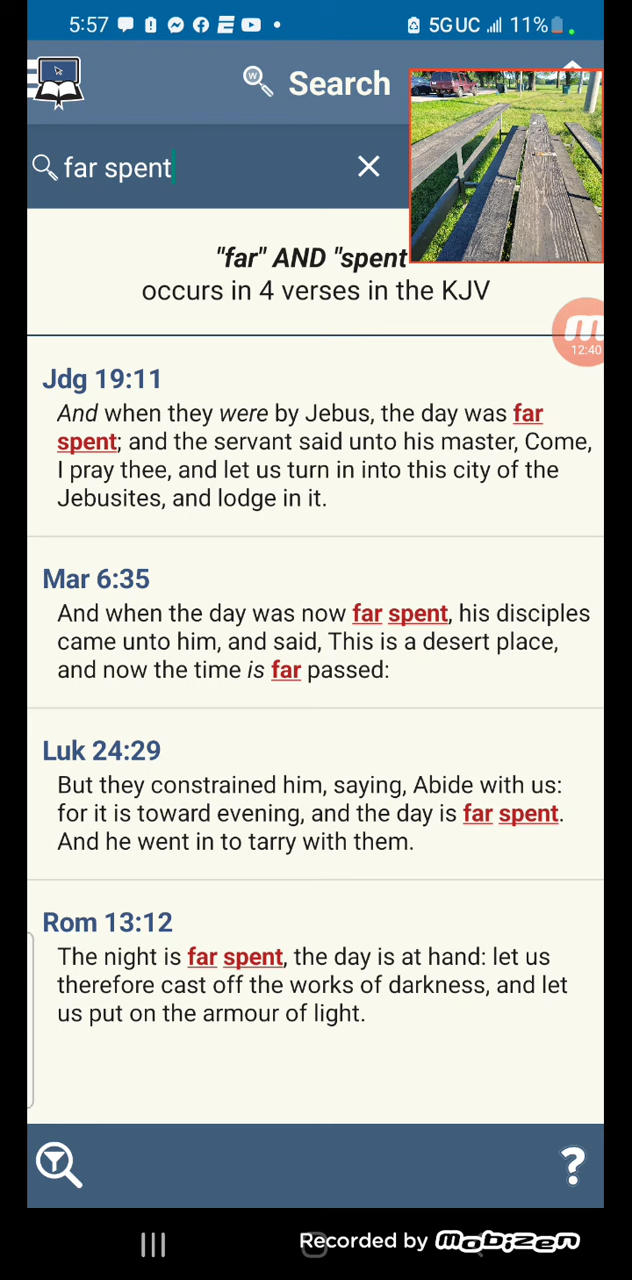 5:57 5G UC 11%
Search
far spent
"far" AND "spent
occurs in 4 verses in the KJV
12:40
Jdg 19:11
And when they were by Jebus, the day was far
spent; and the servant said unto his master, Come,
I pray thee, and let us turn in into this city of the
Jebusites, and lodge in it.
Mar 6:35
And when the day was now far spent, his disciples
came unto him, and said, This is a desert place,
and now the time is far passed:
Luk 24:29
But they constrained him, saying, Abide with us:
for it is toward evening, and the day is far spent.
And he went in to tarry with them.
Rom 13:12
The night is far spent, the day is at hand: let us
therefore cast off the works of darkness, and let
us put on the armour of light.
?
Recorded by mobizen